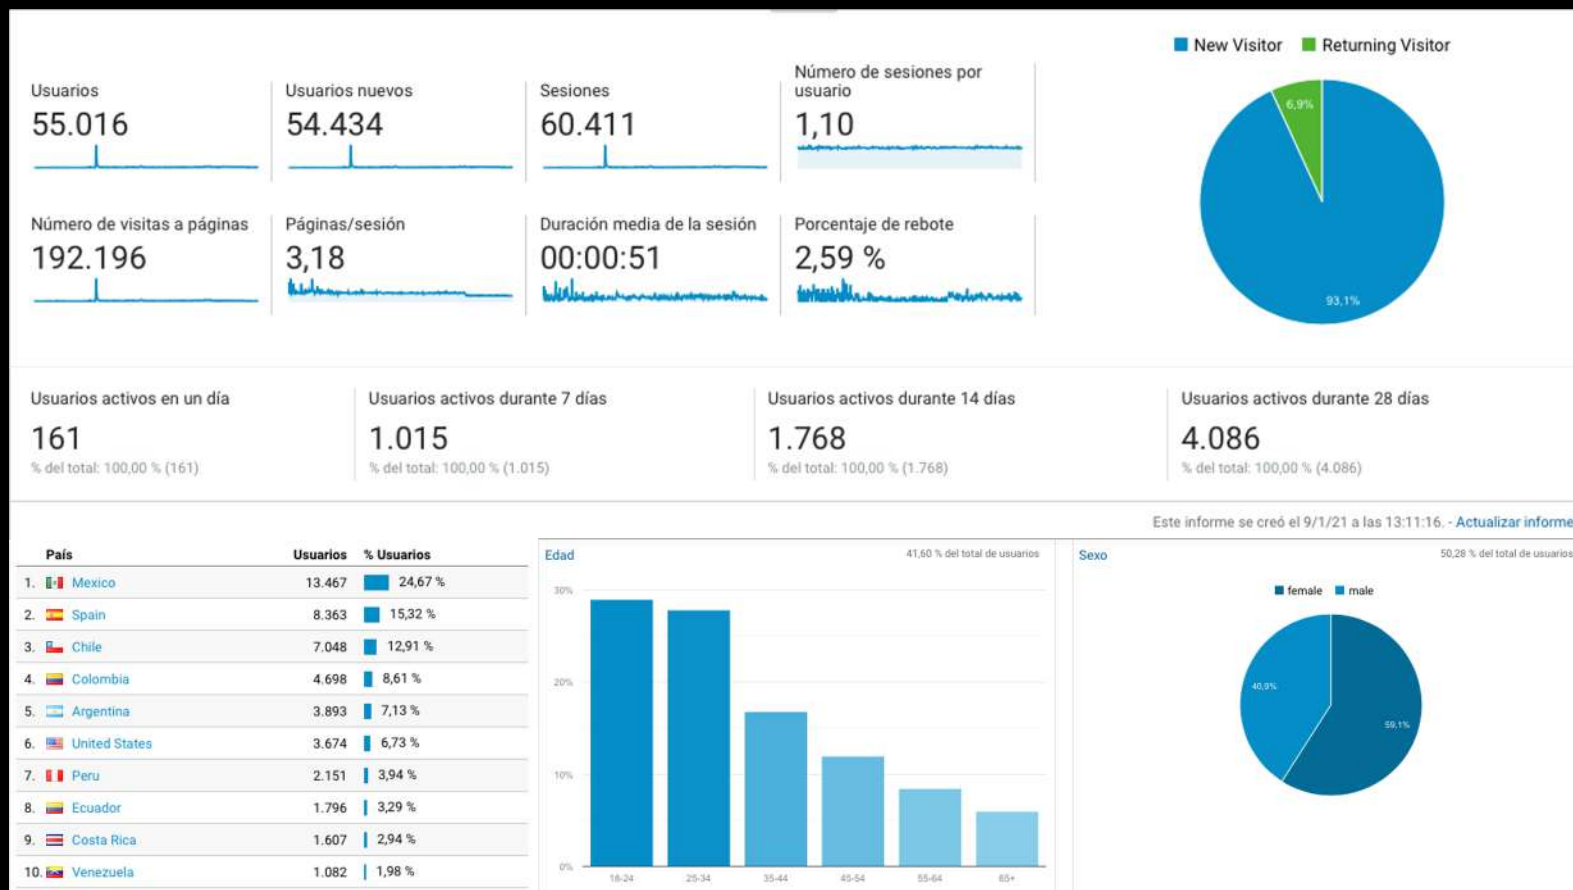 New Visitor
Returning Visitor
Usuarios
55.016
Usuarios nuevos
54.434
Sesiones
60.411
Número de sesiones por
usuario
1,10
Número de visitas a páginas
192.196
Páginas/sesión
3,18
Duración media de la sesión
00:00:51
Porcentaje de rebote
2,59 %
6,9%
93,1%
Usuarios activos en un día
161
% del total: 100,00 % (161)
Usuarios activos durante 7 días
1.015
% del total: 100,00 % (1.015)
Usuarios activos durante 14 días
1.768
% del total: 100,00 % (1.768)
Usuarios activos durante 28 días
4.086
% del total: 100,00 % (4.086)
Este informe se creó el 9/1/21 a las 13:11:16. - Actualizar informe
País Usuarios % Usuarios
1. Mexico 13.467 24,67 %
2. Spain 8.363 15,32 %
3. Chile 7.048 12,91 %
4. Colombia 4.698 8,61 %
5. Argentina 3.893 7,13 %
6. United States 3.674 6,73 %
7. Peru 2.151 3,94 %
8. Ecuador 1.796 3,29 %
9. Costa Rica 1.607 2,94 %
10. Venezuela 1.082 1,98 %
Edad 41,60 % del total de usuarios
30%
20%
10%
0%
18-24 25-34 35-44 45-54 55-64 65+
Sexo 50,28 % del total de usuarios
female male
40,9%
59,1%